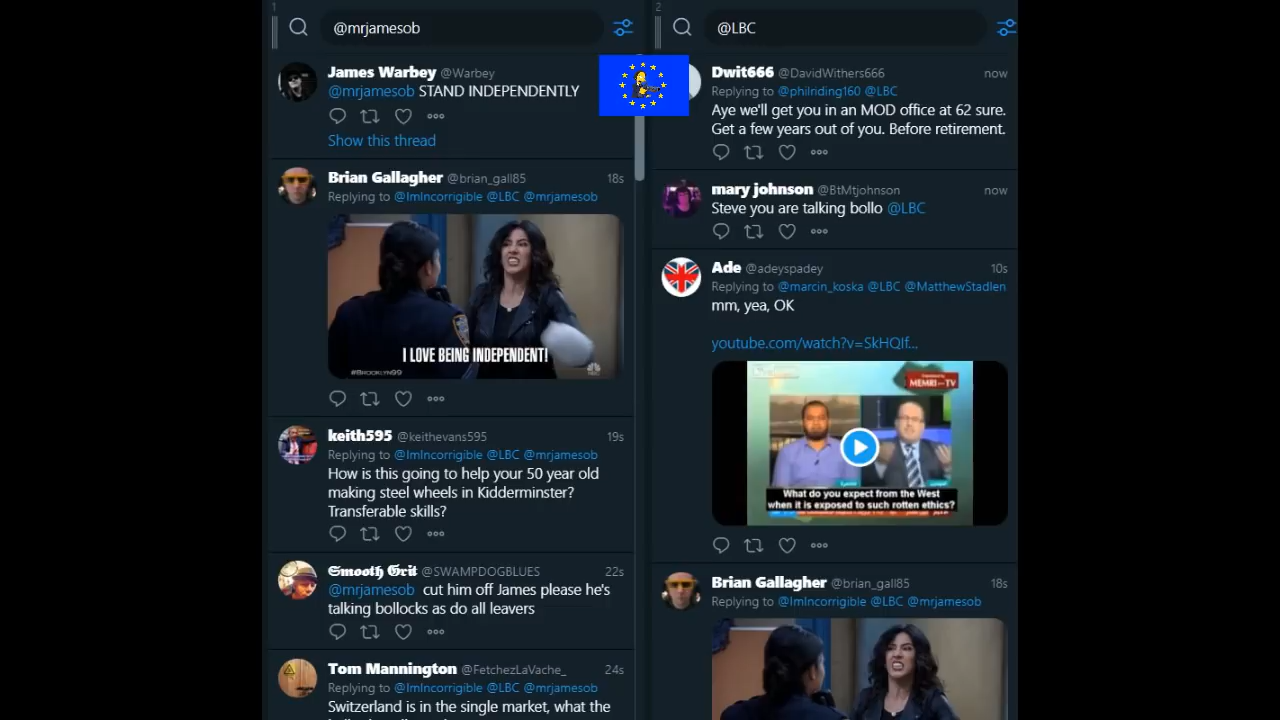 1
@mrjamesob
James Warbey @Warbey
@mrjamesob STAND INDEPENDENTLY
Show this thread
Brian Gallagher @brian_gall85 18s
Replying to @ImIncorrigible @LBC @mrjamesob
I LOVE BEING INDEPENDENT!
#BROOKLYN99
keith595 @keithevans595 19s
Replying to @ImIncorrigible @LBC @mrjamesob
How is this going to help your 50 year old
making steel wheels in Kidderminster?
Transferable skills?
Smooth Grit @SWAMPDOGBLUES 22s
@mrjamesob cut him off James please he's
talking bollocks as do all leavers
Tom Mannington @FetchezLaVache_ 24s
Replying to @ImIncorrigible @LBC @mrjamesob
Switzerland is in the single market, what the
2
@LBC
Dwit666 @DavidWithers666 now
Replying to @philriding160 @LBC
Aye we'll get you in an MOD office at 62 sure.
Get a few years out of you. Before retirement.
mary johnson @BtMtjohnson now
Steve you are talking bollo @LBC
Ade @adeyspadey 10s
Replying to @marcin_koska @LBC @MatthewStadlen
mm, yea, OK
youtube.com/watch?v=SkHQIf...
MEMRI TV
What do you expect from the West
when it is exposed to such rotten ethics?
Brian Gallagher @brian_gall85 18s
Replying to @ImIncorrigible @LBC @mrjamesob